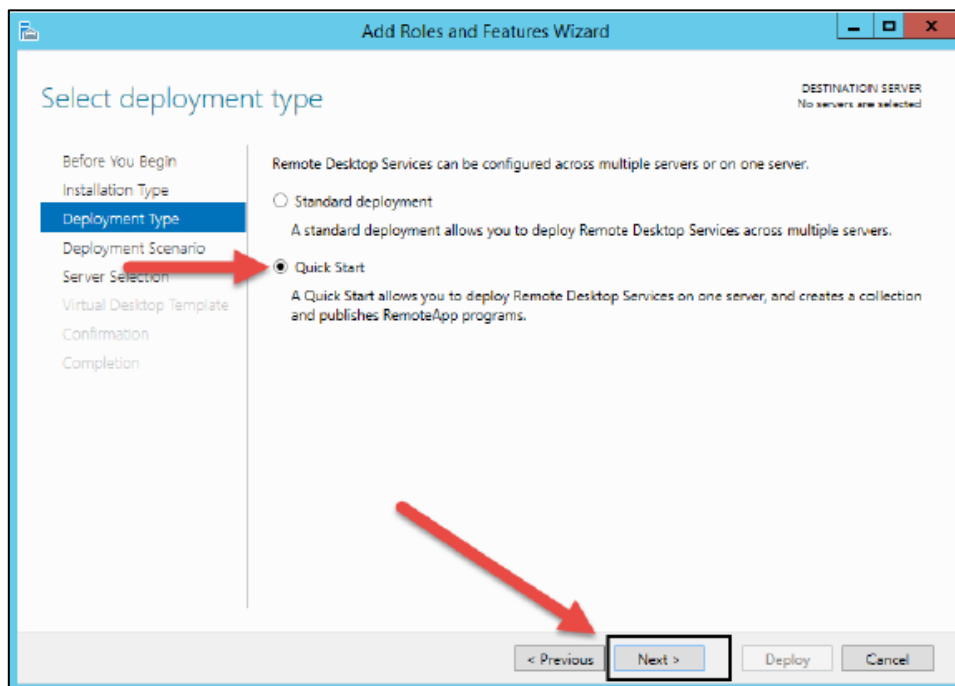 Add Roles and Features Wizard
Select deployment type
DESTINATION SERVER
No servers are selected
Before You Begin
Installation Type
Deployment Type
Deployment Scenario
Server Selection
Virtual Desktop Template
Confirmation
Completion
Remote Desktop Services can be configured across multiple servers or on one server.
Standard deployment
A standard deployment allows you to deploy Remote Desktop Services across multiple servers.
Quick Start
A Quick Start allows you to deploy Remote Desktop Services on one server, and creates a collection
and publishes RemoteApp programs.
< Previous
Next >
Deploy
Cancel